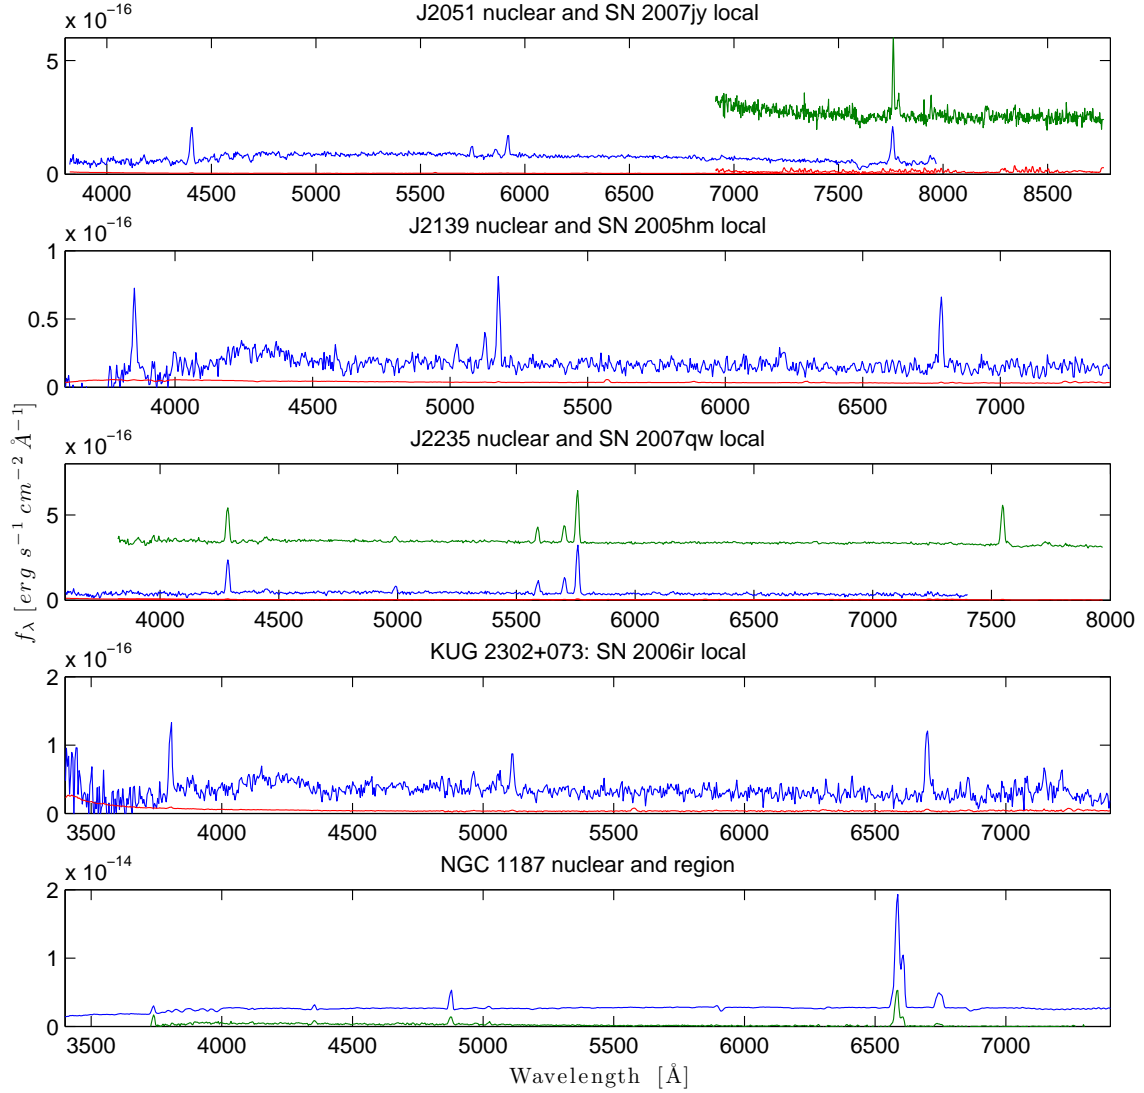 J2051 nuclear and SN 2007jy local
x 10⁻¹⁶
5
0
4000 4500 5000 5500 6000 6500 7000 7500 8000 8500
J2139 nuclear and SN 2005hm local
x 10⁻¹⁶
1
0.5
0
4000 4500 5000 5500 6000 6500 7000
J2235 nuclear and SN 2007qw local
x 10⁻¹⁶
5
0
4000 4500 5000 5500 6000 6500 7000 7500 8000
f_λ [erg s⁻¹ cm⁻² Å⁻¹]
KUG 2302+073: SN 2006ir local
x 10⁻¹⁶
2
1
0
3500 4000 4500 5000 5500 6000 6500 7000
NGC 1187 nuclear and region
x 10⁻¹⁴
2
1
0
3500 4000 4500 5000 5500 6000 6500 7000
Wavelength [Å]